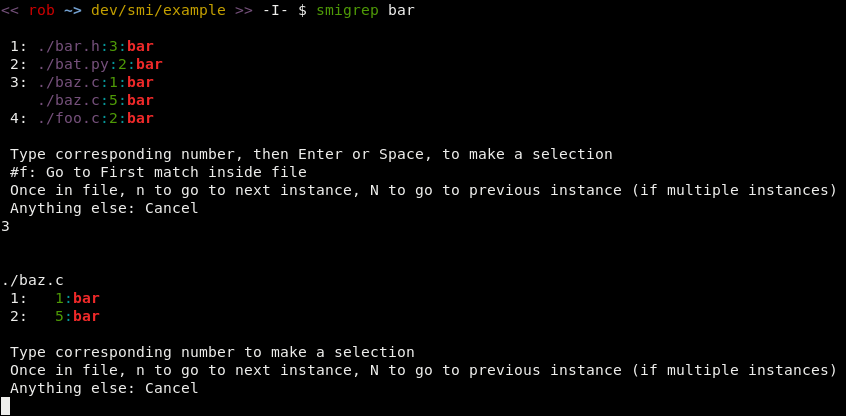 << rob ~> dev/smi/example >> -I- $ smigrep bar
1: ./bar.h:3:bar
2: ./bat.py:2:bar
3: ./baz.c:1:bar
./baz.c:5:bar
4: ./foo.c:2:bar
Type corresponding number, then Enter or Space, to make a selection
#f: Go to First match inside file
Once in file, n to go to next instance, N to go to previous instance (if multiple instances)
Anything else: Cancel
3
./baz.c
1: 1:bar
2: 5:bar
Type corresponding number to make a selection
Once in file, n to go to next instance, N to go to previous instance (if multiple instances)
Anything else: Cancel